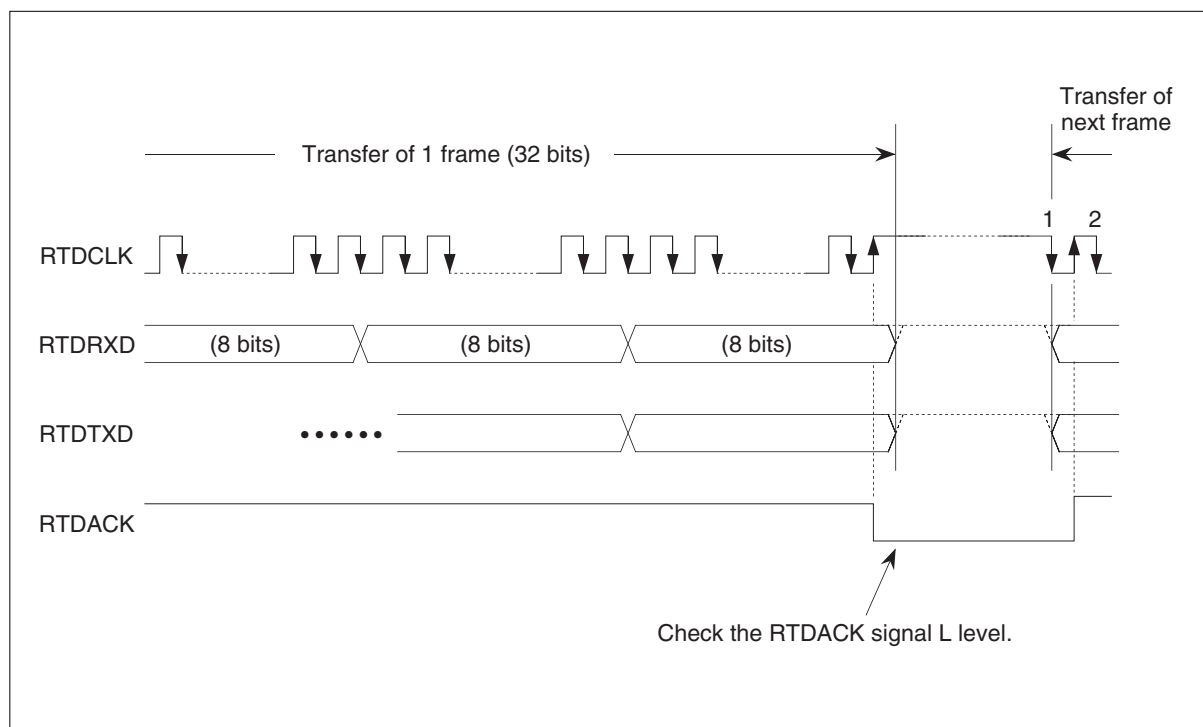 Transfer of
next frame
Transfer of 1 frame (32 bits)
1 2
RTDCLK
RTDRXD (8 bits) (8 bits) (8 bits)
RTDTXD
RTDACK
Check the RTDACK signal L level.